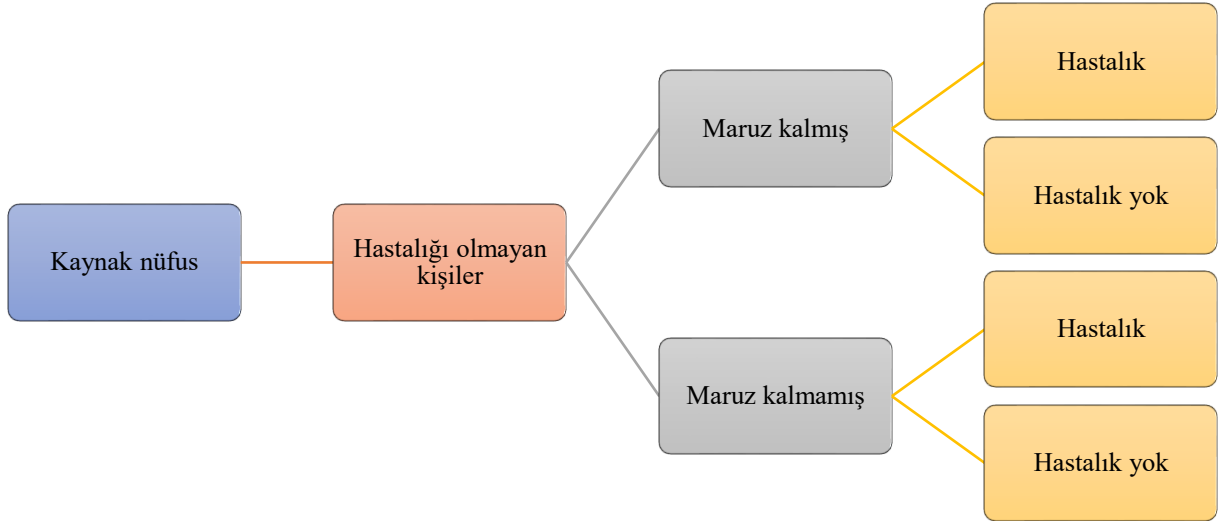 Kaynak nüfus
Hastalığı olmayan
kişiler
Maruz kalmış
Hastalık
Hastalık yok
Maruz kalmamış
Hastalık
Hastalık yok